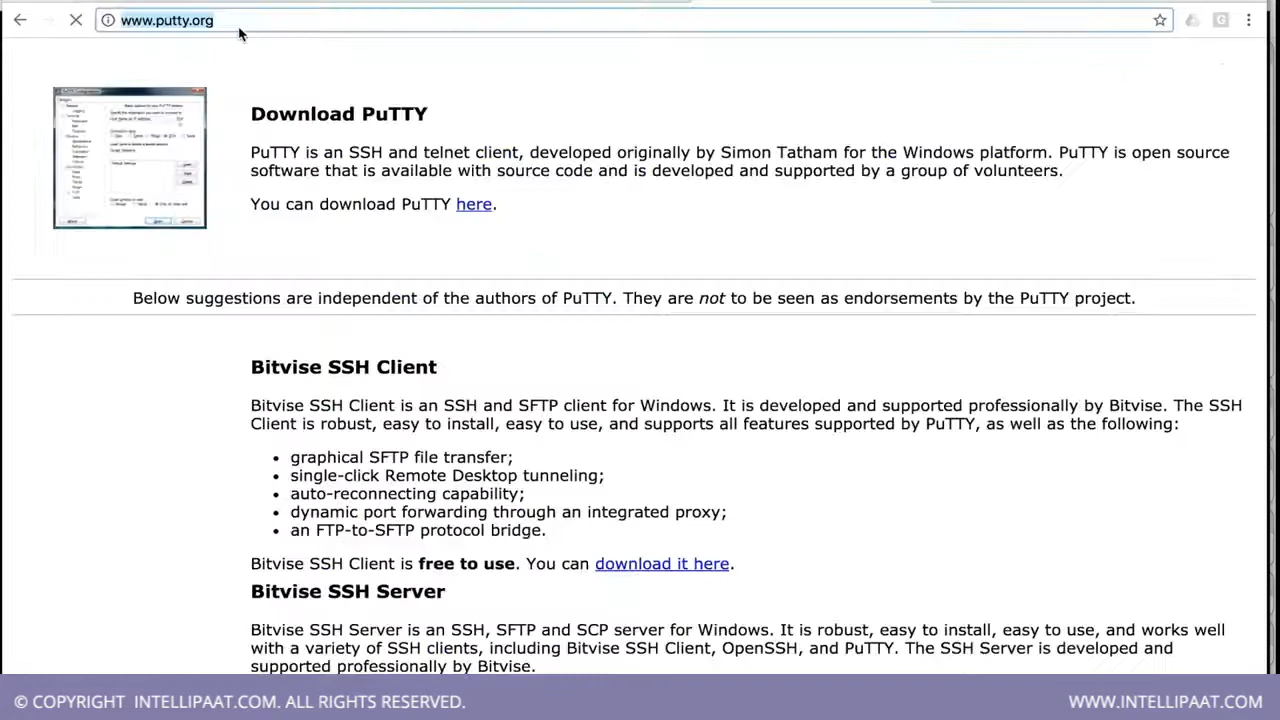 www.putty.org
Download PuTTY
PuTTY is an SSH and telnet client, developed originally by Simon Tatham for the Windows platform. PuTTY is open source
software that is available with source code and is developed and supported by a group of volunteers.
You can download PuTTY here.
Below suggestions are independent of the authors of PuTTY. They are not to be seen as endorsements by the PuTTY project.
Bitvise SSH Client
Bitvise SSH Client is an SSH and SFTP client for Windows. It is developed and supported professionally by Bitvise. The SSH
Client is robust, easy to install, easy to use, and supports all features supported by PuTTY, as well as the following:
• graphical SFTP file transfer;
• single-click Remote Desktop tunneling;
• auto-reconnecting capability;
• dynamic port forwarding through an integrated proxy;
• an FTP-to-SFTP protocol bridge.
Bitvise SSH Client is free to use. You can download it here.
Bitvise SSH Server
Bitvise SSH Server is an SSH, SFTP and SCP server for Windows. It is robust, easy to install, easy to use, and works well
with a variety of SSH clients, including Bitvise SSH Client, OpenSSH, and PuTTY. The SSH Server is developed and
supported professionally by Bitvise.
© COPYRIGHT INTELLIPAAT.COM. ALL RIGHTS RESERVED.
WWW.INTELLIPAAT.COM